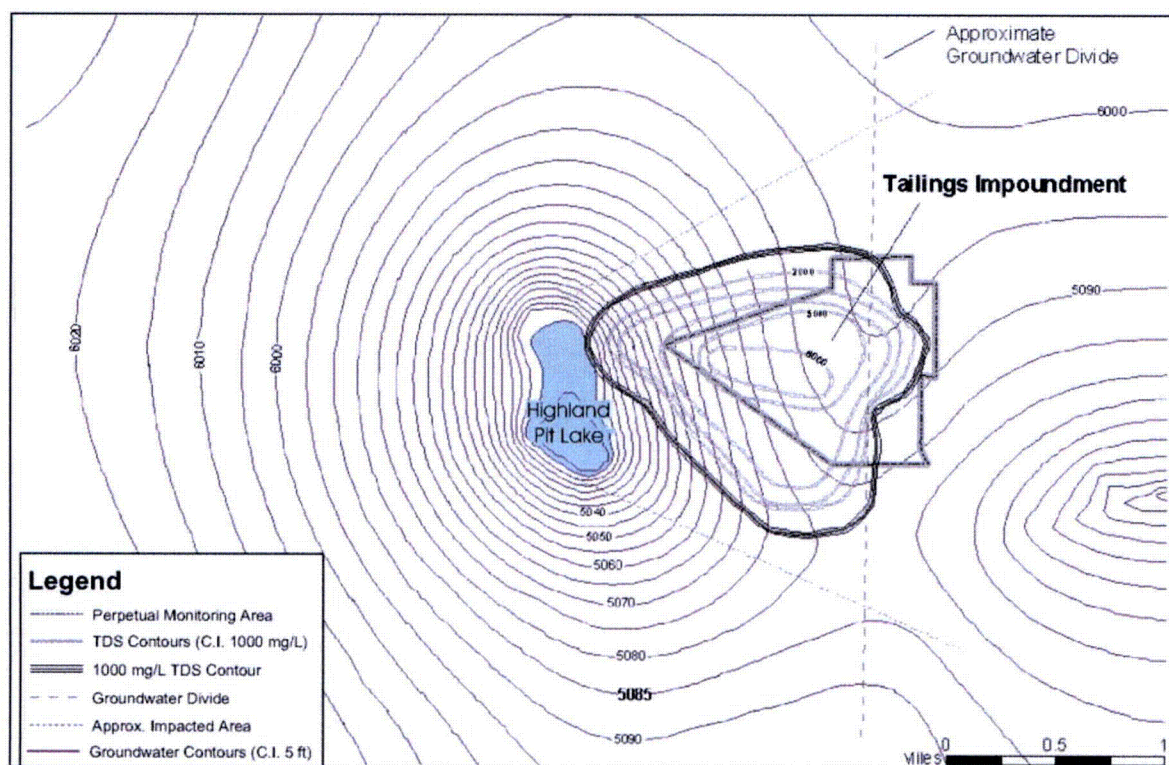 Approximate
Groundwater Divide
6000
Tailings Impoundment
2000
5000
6000
5090
6020
6010
6000
Highland
Pit Lake
5040
5050
5060
5070
5080
5085
5090
Legend
Perpetual Monitoring Area
TDS Contours (C.I. 1000 mg/L)
1000 mg/L TDS Contour
Groundwater Divide
Approx. Impacted Area
Groundwater Contours (C.I. 5 ft)
Miles
0 0.5 1